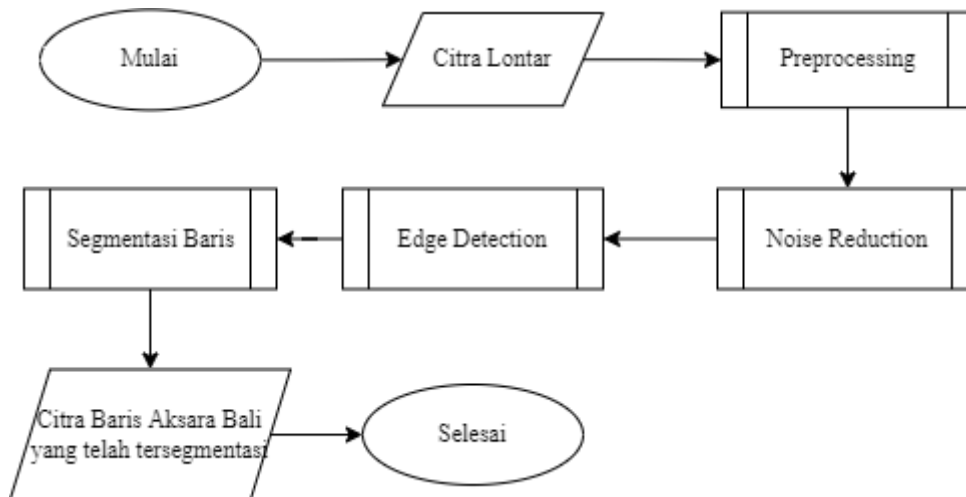 Mulai
Citra Lontar
Preprocessing
Noise Reduction
Edge Detection
Segmentasi Baris
Citra Baris Aksara Bali
yang telah tersegmentasi
Selesai